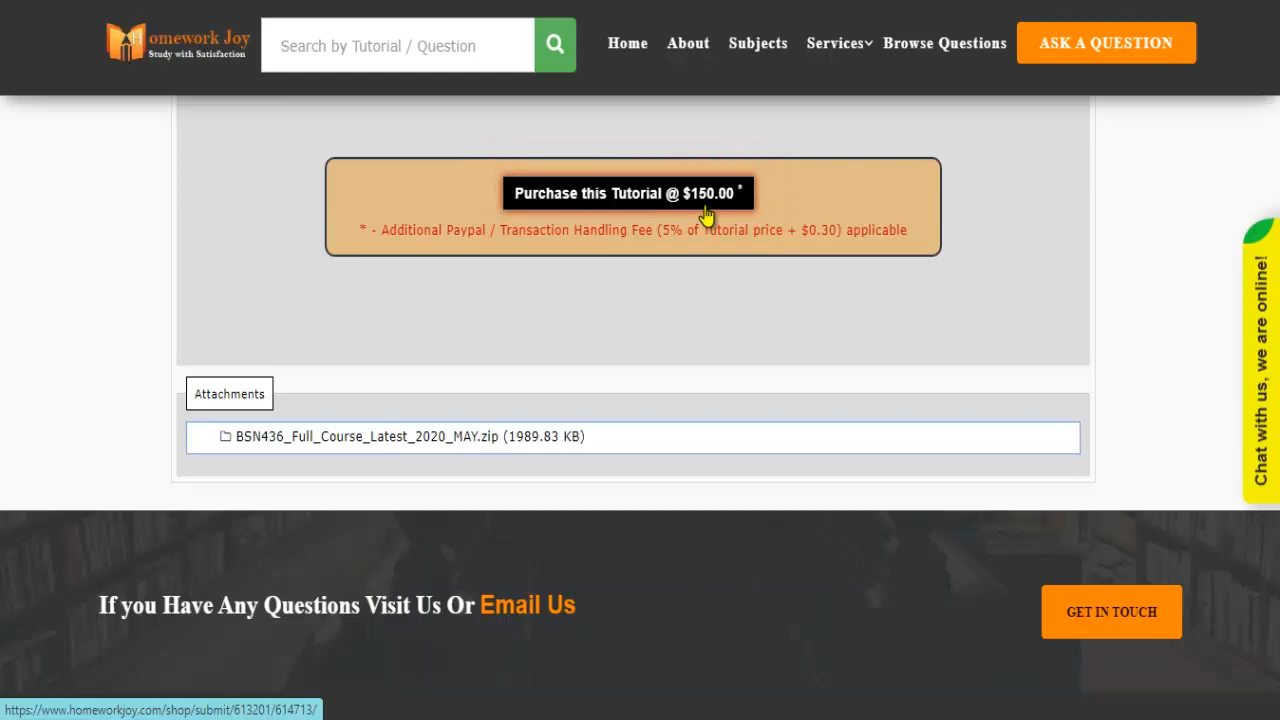 Homework Joy
Study with Satisfaction
Search by Tutorial / Question
Home
About
Subjects
Services
Browse Questions
ASK A QUESTION
Purchase this Tutorial @ $150.00 *
* - Additional Paypal / Transaction Handling Fee (5% of Tutorial price + $0.30) applicable
Chat with us, we are online!
Attachments
BSN436_Full_Course_Latest_2020_MAY.zip (1989.83 KB)
If you Have Any Questions Visit Us Or Email Us
GET IN TOUCH
https://www.homeworkjoy.com/shop/submit/613201/614713/